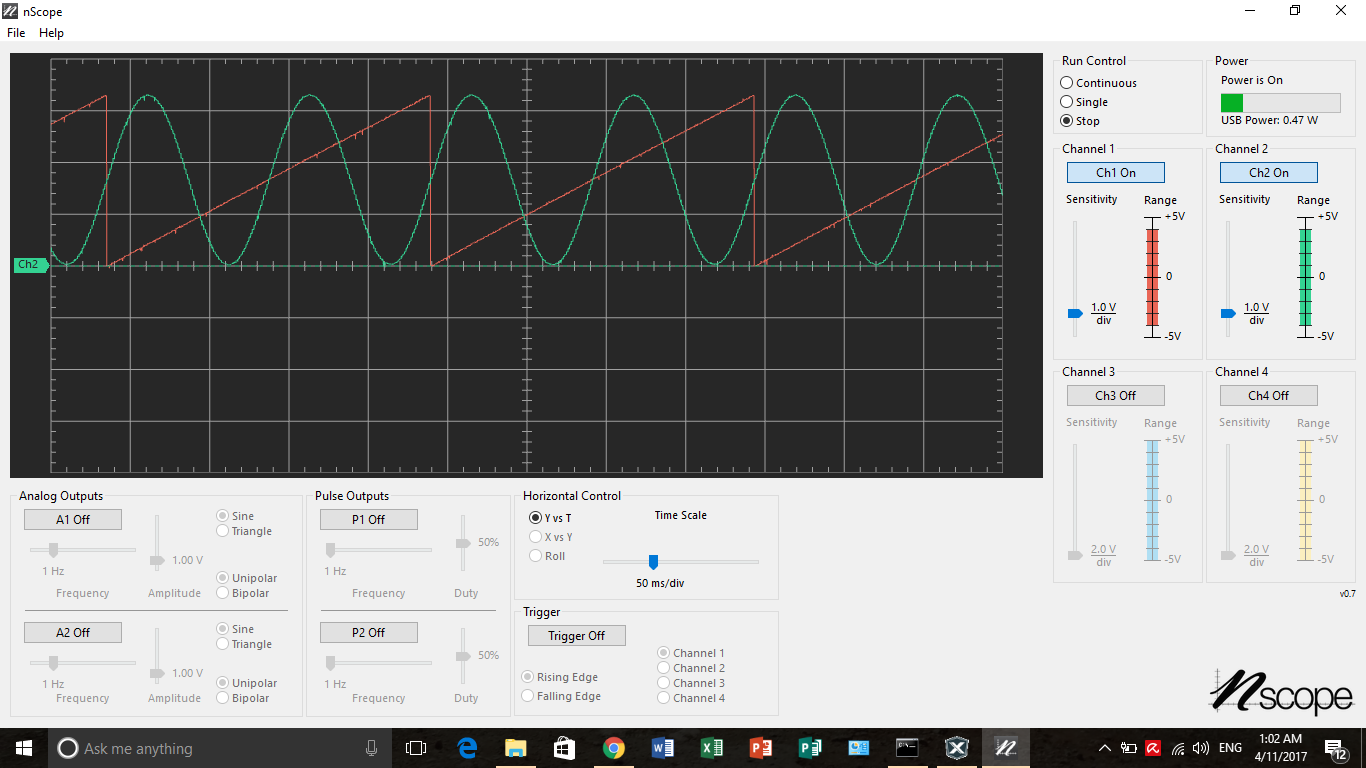 nScope
File Help
Ch2
Run Control
Continuous
Single
Stop
Power
Power is On
USB Power: 0.47 W
Channel 1
Ch1 On
Sensitivity Range
+5V
0
1.0 V
div
-5V
Channel 2
Ch2 On
Sensitivity Range
+5V
0
1.0 V
div
-5V
Channel 3
Ch3 Off
Sensitivity Range
+5V
0
2.0 V
div
-5V
Channel 4
Ch4 Off
Sensitivity Range
+5V
0
2.0 V
div
-5V
v0.7
Analog Outputs
A1 Off
Sine
Triangle
1.00 V
1 Hz
Unipolar
Bipolar
Frequency Amplitude
A2 Off
Sine
Triangle
1.00 V
1 Hz
Unipolar
Bipolar
Frequency Amplitude
Pulse Outputs
P1 Off
50%
1 Hz
Frequency Duty
P2 Off
50%
1 Hz
Frequency Duty
Horizontal Control
Y vs T
X vs Y
Roll
Time Scale
50 ms/div
Trigger
Trigger Off
Rising Edge
Falling Edge
Channel 1
Channel 2
Channel 3
Channel 4
nscope
Ask me anything
ENG
1:02 AM
4/11/2017
12